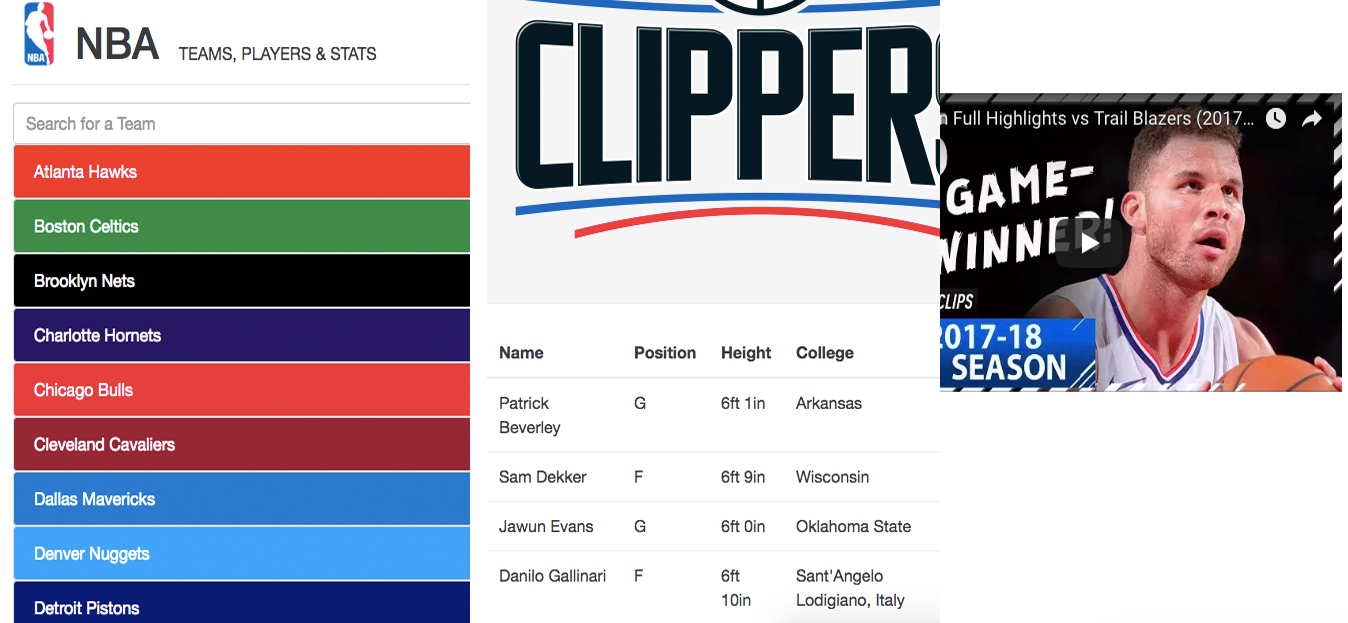 NBA
NBA TEAMS, PLAYERS & STATS
Search for a Team
Atlanta Hawks
Boston Celtics
Brooklyn Nets
Charlotte Hornets
Chicago Bulls
Cleveland Cavaliers
Dallas Mavericks
Denver Nuggets
Detroit Pistons
CLIPPERS
Name Position Height College
Patrick Beverley G 6ft 1in Arkansas
Sam Dekker F 6ft 9in Wisconsin
Jawun Evans G 6ft 0in Oklahoma State
Danilo Gallinari F 6ft 10in Sant'Angelo Lodigiano, Italy
n Full Highlights vs Trail Blazers (2017...
GAME-
WINNER!
CLIPS
2017-18
SEASON